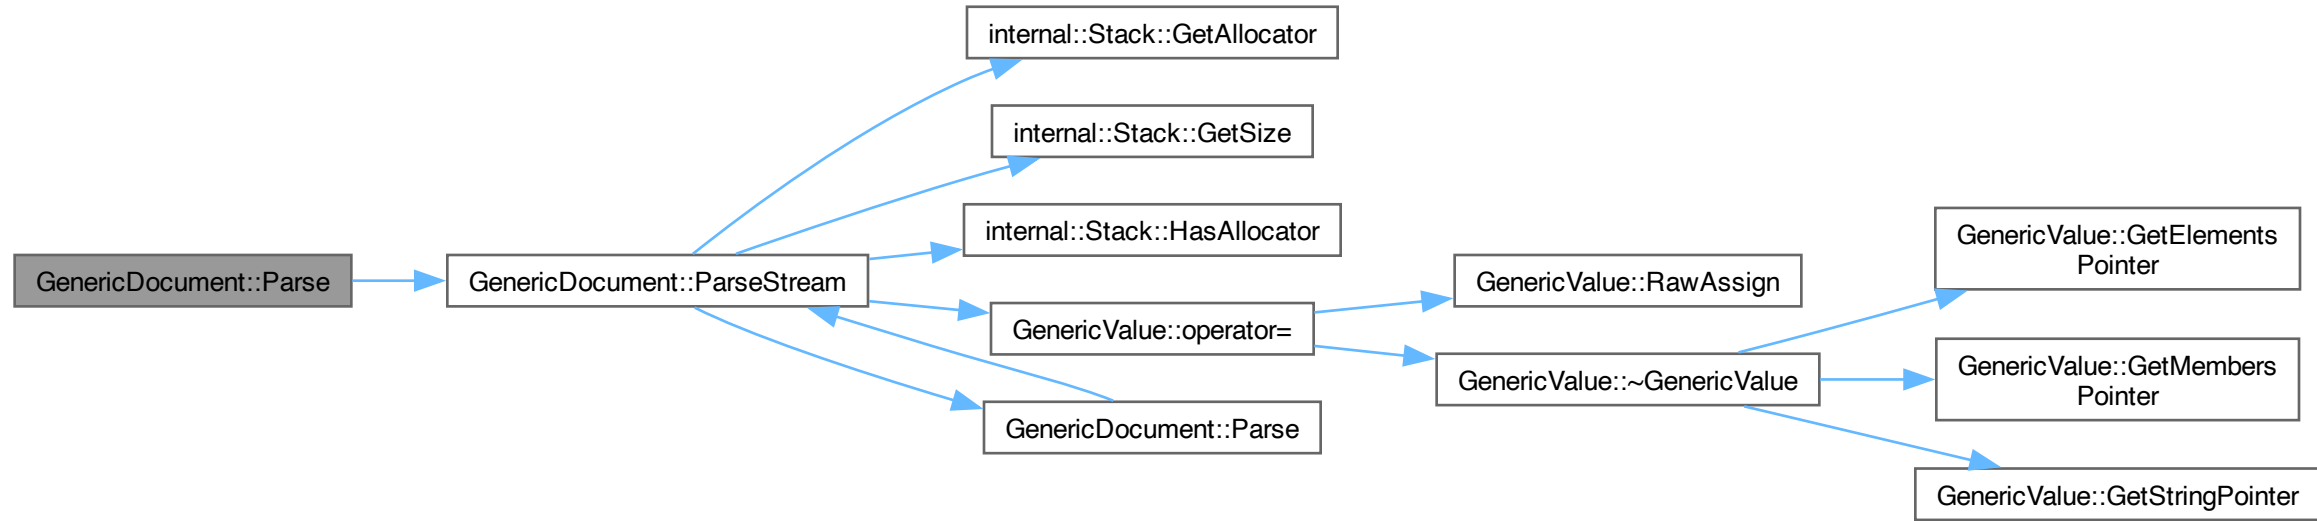 GenericDocument::Parse
GenericDocument::ParseStream
internal::Stack::GetAllocator
internal::Stack::GetSize
internal::Stack::HasAllocator
GenericValue::operator=
GenericDocument::Parse
GenericValue::RawAssign
GenericValue::~GenericValue
GenericValue::GetElements
Pointer
GenericValue::GetMembers
Pointer
GenericValue::GetStringPointer